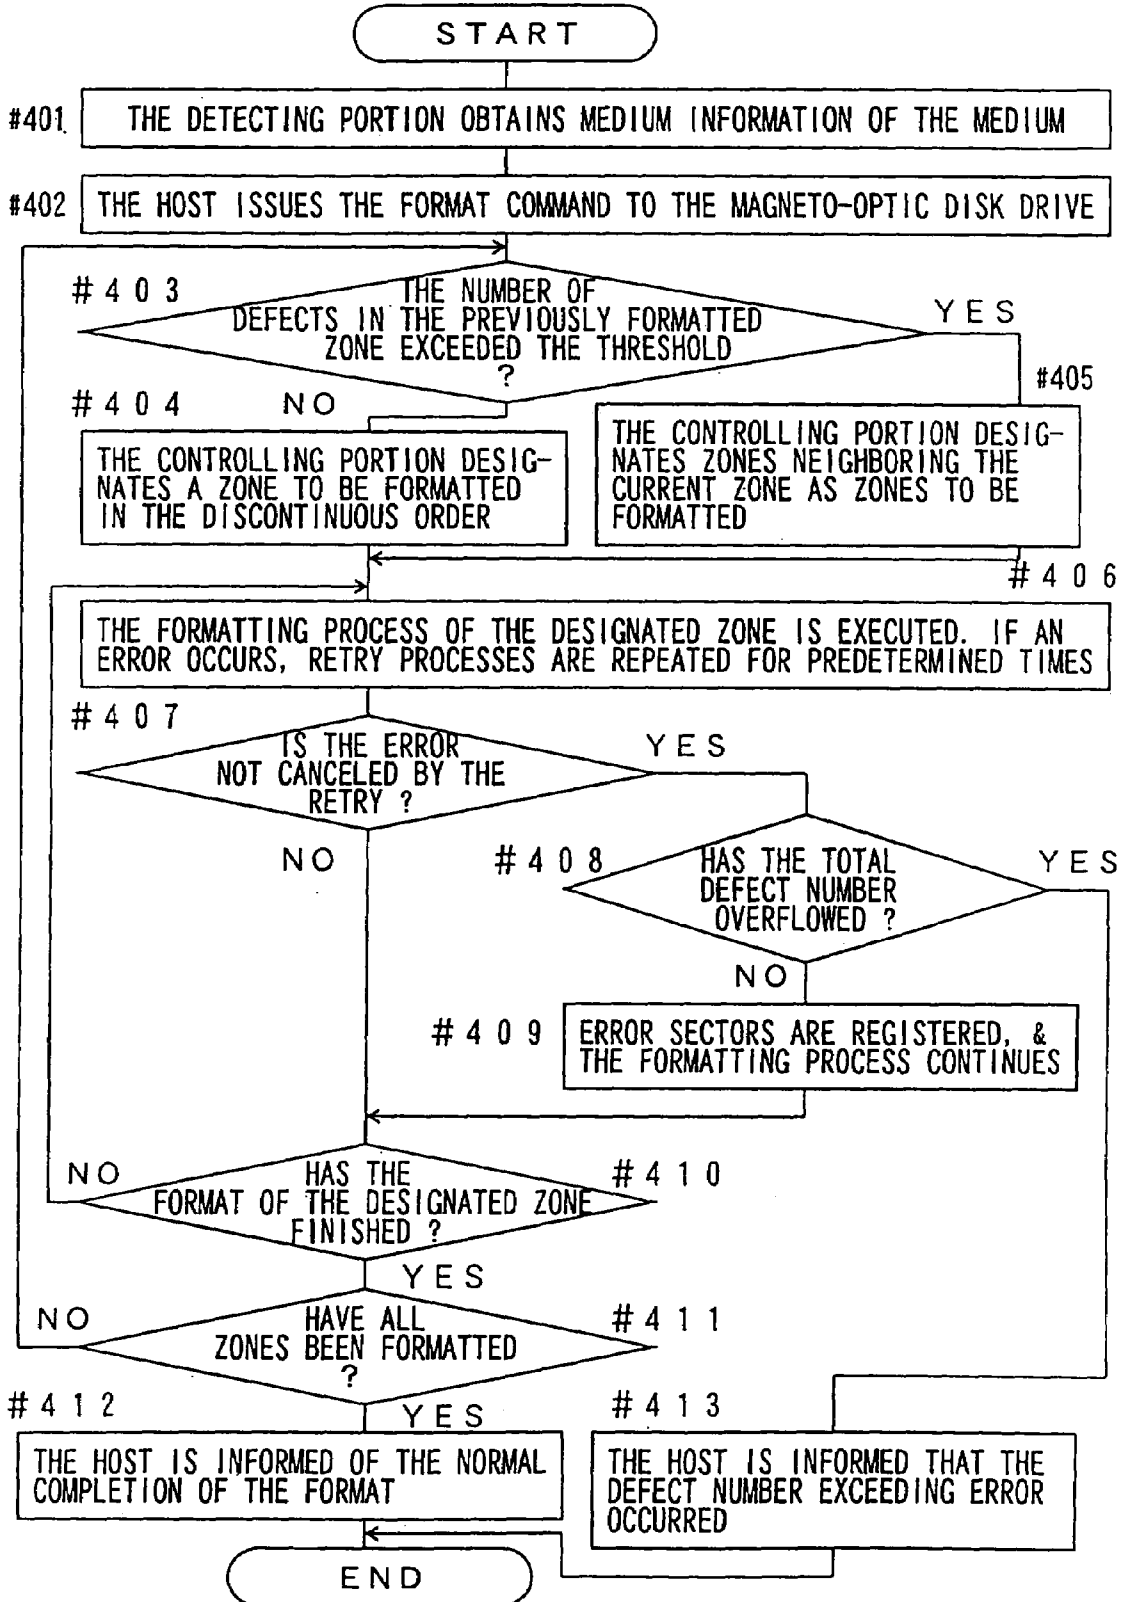 START
#401
THE DETECTING PORTION OBTAINS MEDIUM INFORMATION OF THE MEDIUM
#402
THE HOST ISSUES THE FORMAT COMMAND TO THE MAGNETO-OPTIC DISK DRIVE
#403
THE NUMBER OF
DEFECTS IN THE PREVIOUSLY FORMATTED
ZONE EXCEEDED THE THRESHOLD
?
YES
NO
#404
THE CONTROLLING PORTION DESIG-
NATES A ZONE TO BE FORMATTED
IN THE DISCONTINUOUS ORDER
#405
THE CONTROLLING PORTION DESIG-
NATES ZONES NEIGHBORING THE
CURRENT ZONE AS ZONES TO BE
FORMATTED
#406
THE FORMATTING PROCESS OF THE DESIGNATED ZONE IS EXECUTED. IF AN
ERROR OCCURS, RETRY PROCESSES ARE REPEATED FOR PREDETERMINED TIMES
#407
IS THE ERROR
NOT CANCELED BY THE
RETRY ?
YES
NO
#408
HAS THE TOTAL
DEFECT NUMBER
OVERFLOWED ?
YES
NO
#409
ERROR SECTORS ARE REGISTERED, &
THE FORMATTING PROCESS CONTINUES
NO
HAS THE
FORMAT OF THE DESIGNATED ZONE
FINISHED ?
#410
YES
NO
HAVE ALL
ZONES BEEN FORMATTED
?
#411
YES
#412
THE HOST IS INFORMED OF THE NORMAL
COMPLETION OF THE FORMAT
#413
THE HOST IS INFORMED THAT THE
DEFECT NUMBER EXCEEDING ERROR
OCCURRED
END